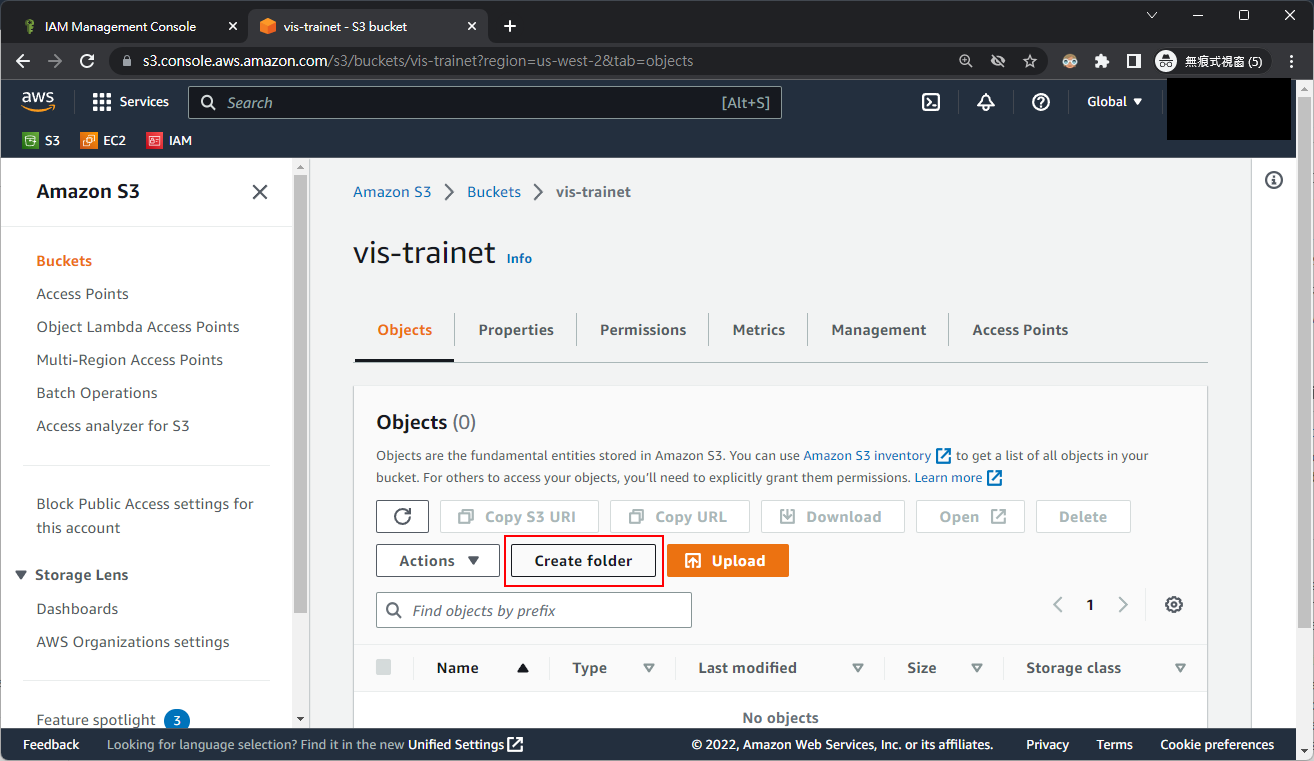 IAM Management Console
vis-trainet - S3 bucket
s3.console.aws.amazon.com/s3/buckets/vis-trainet?region=us-west-2&tab=objects
無痕式視窗 (5)
aws
Services
Search
[Alt+S]
Global
S3
EC2
IAM
Amazon S3
Buckets
Access Points
Object Lambda Access Points
Multi-Region Access Points
Batch Operations
Access analyzer for S3
Block Public Access settings for
this account
Storage Lens
Dashboards
AWS Organizations settings
Feature spotlight 3
Amazon S3 > Buckets > vis-trainet
vis-trainet Info
Objects
Properties
Permissions
Metrics
Management
Access Points
Objects (0)
Objects are the fundamental entities stored in Amazon S3. You can use Amazon S3 inventory to get a list of all objects in your
bucket. For others to access your objects, you'll need to explicitly grant them permissions. Learn more
Copy S3 URI
Copy URL
Download
Open
Delete
Actions
Create folder
Upload
Find objects by prefix
1
Name
Type
Last modified
Size
Storage class
No objects
Feedback
Looking for language selection? Find it in the new Unified Settings
© 2022, Amazon Web Services, Inc. or its affiliates.
Privacy
Terms
Cookie preferences